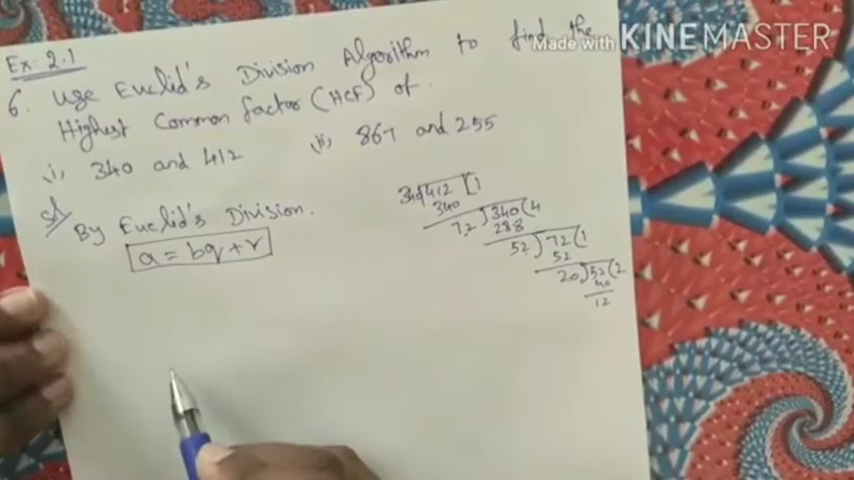 Made with KINEMASTER
Ex: 2.1
6. Use Euclid's Division Algorithm to find the
Highest Common factor (HCF) of.
i, 340 and 412 (ii) 867 and 255
Sol
By Euclid's Division.
a = bq + r
340) 412 ( 1
340
72 ) 340 ( 4
288
52 ) 72 ( 1
52
20 ) 52 ( 2
40
12